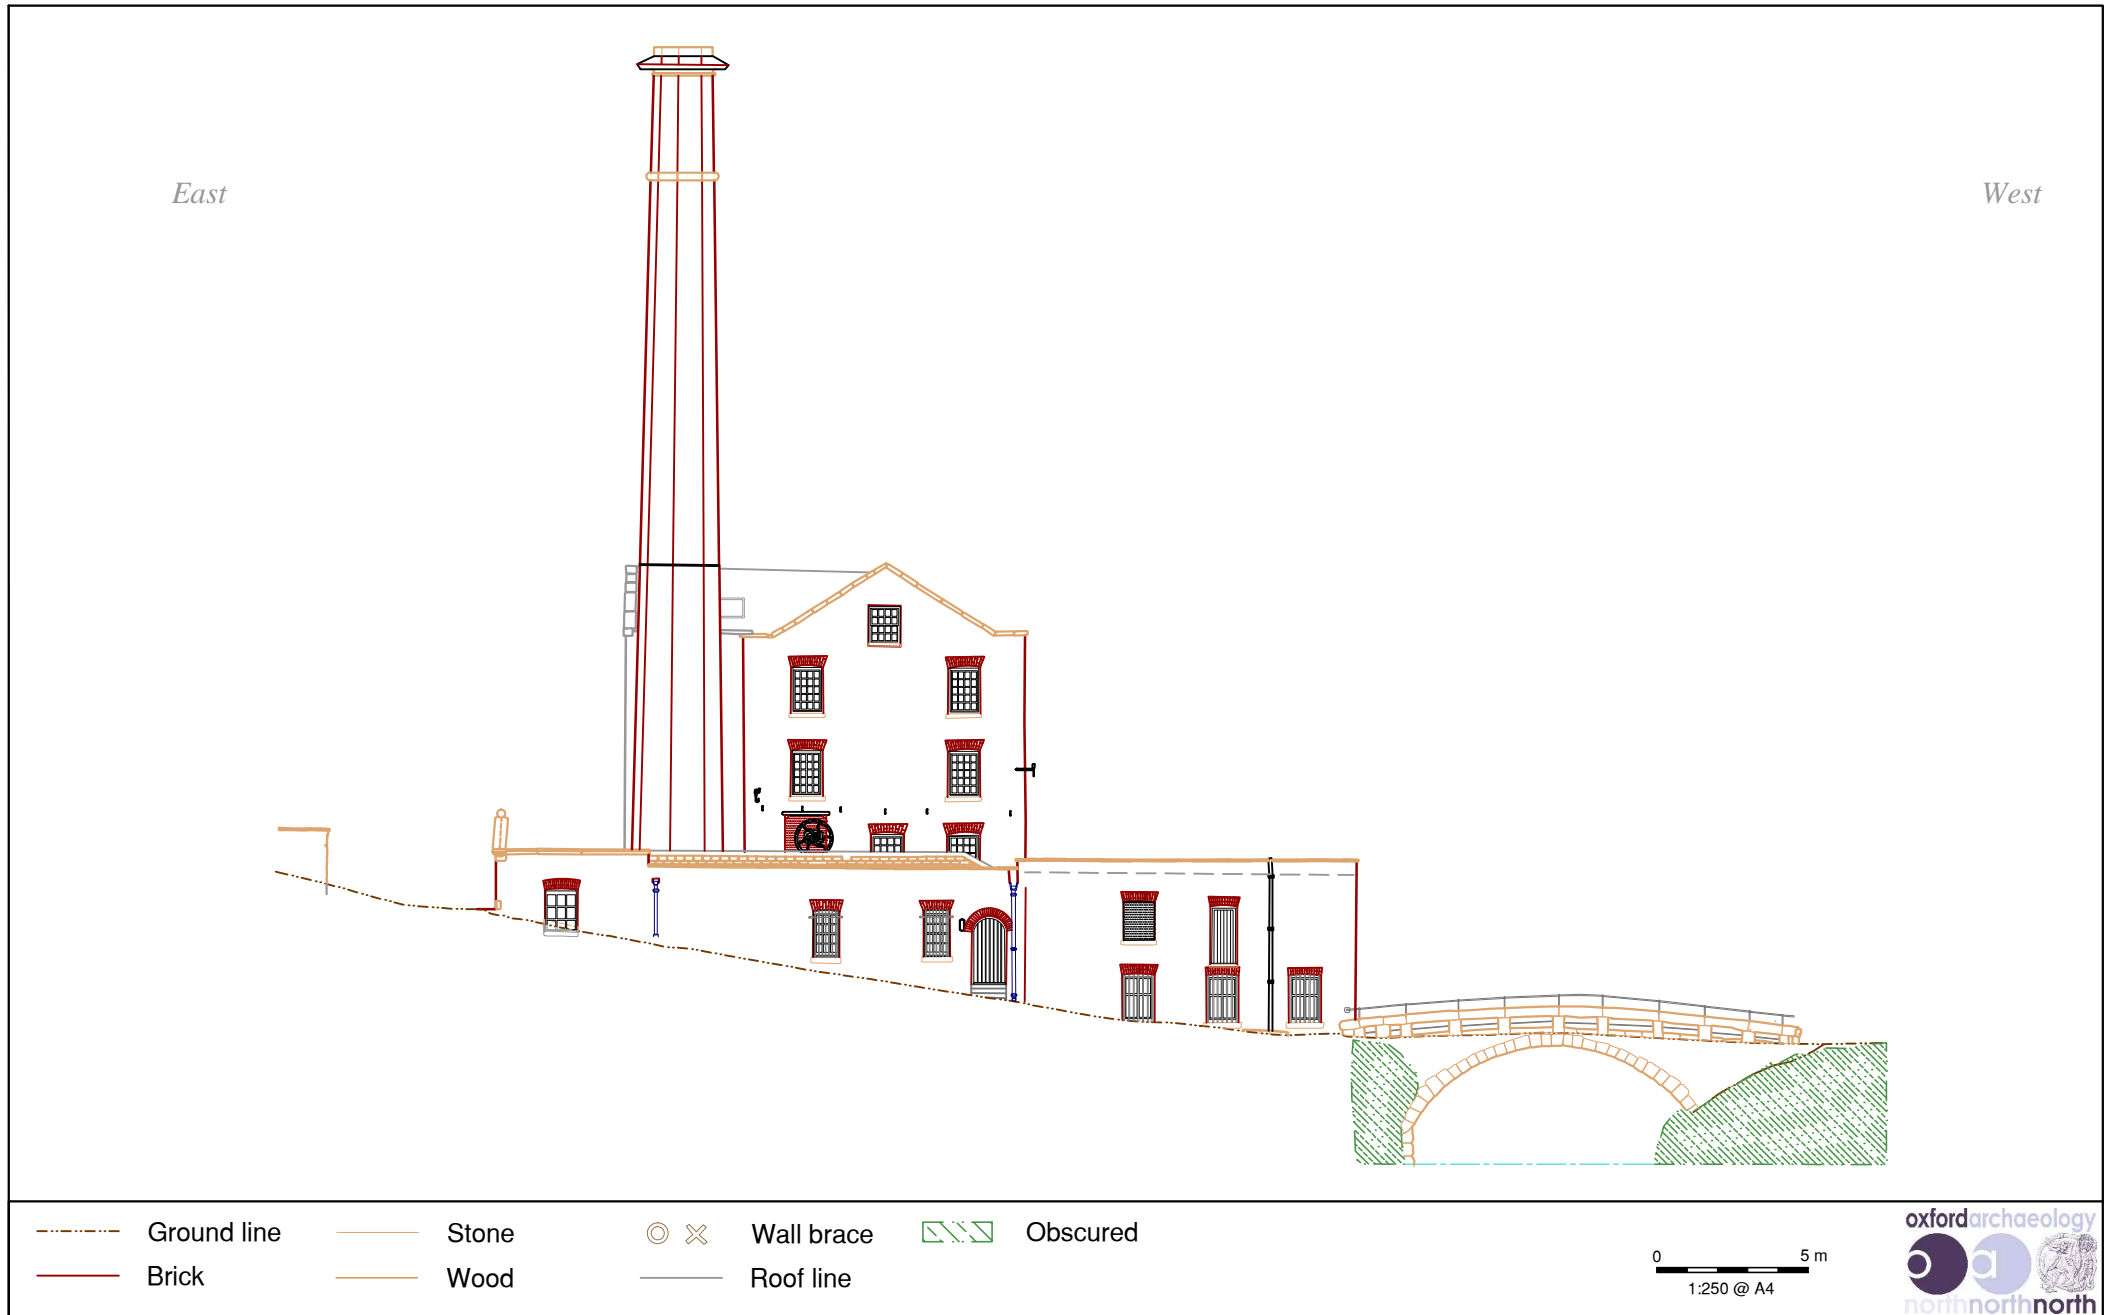 East
West
Ground line
Stone
Wall brace
Obscured
Brick
Wood
Roof line
0 5 m
1:250 @ A4
oxfordarchaeology
oa
northnorthnorth